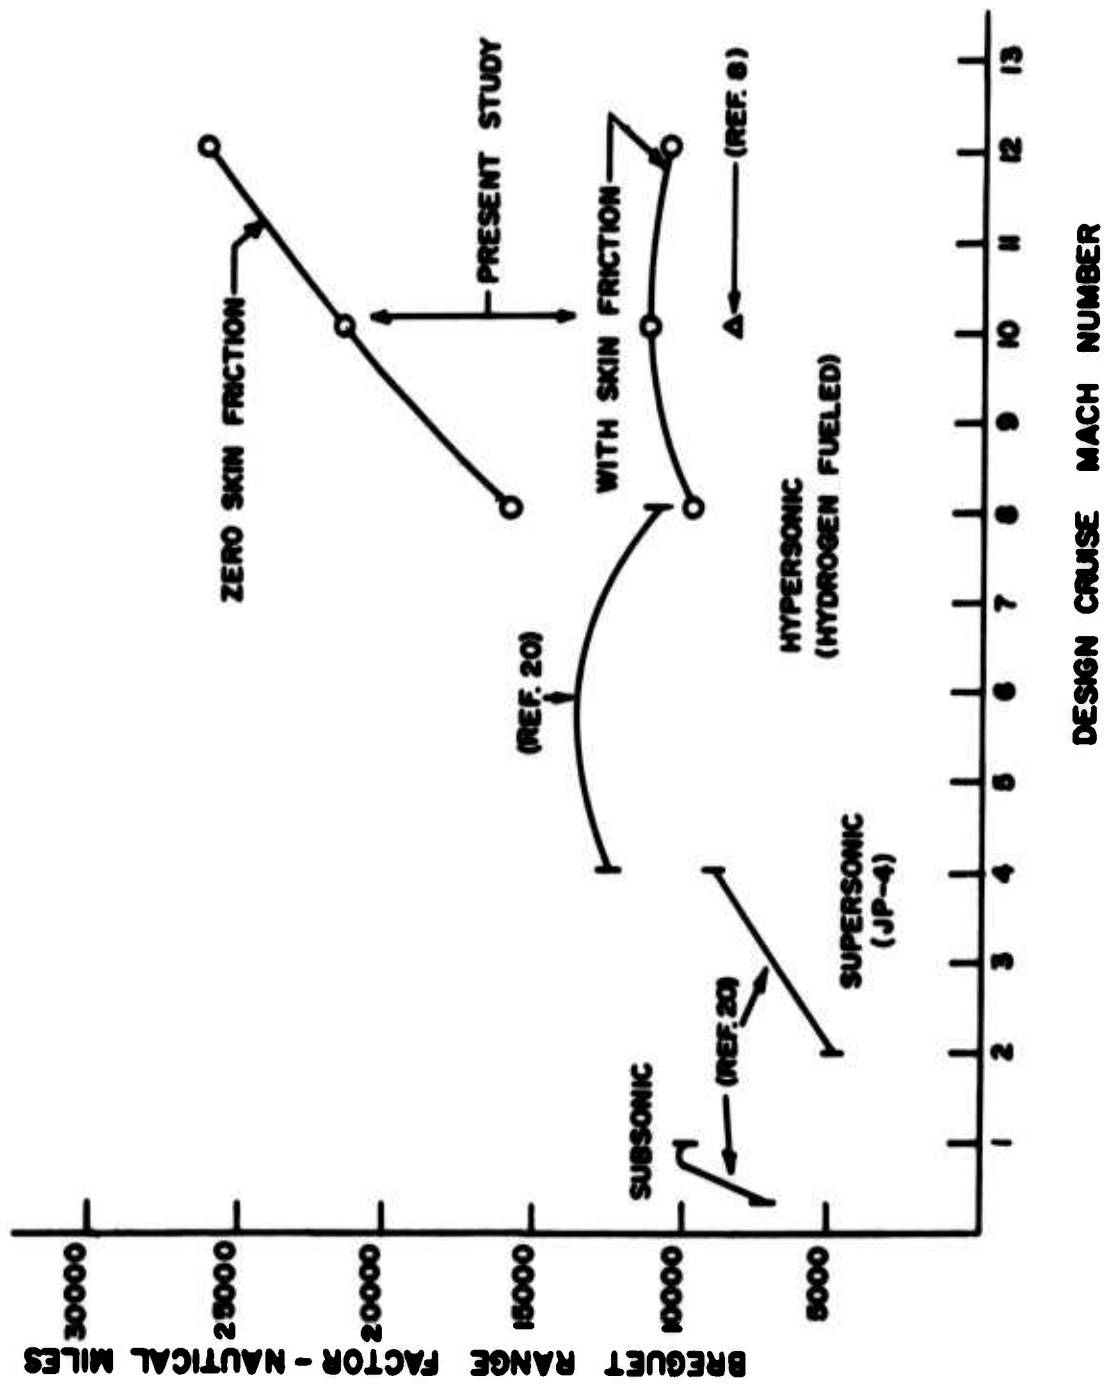 BREGUET RANGE FACTOR - NAUTICAL MILES
30000
25000
20000
15000
10000
5000
ZERO SKIN FRICTION
PRESENT STUDY
(REF. 20)
WITH SKIN FRICTION
SUBSONIC
(REF. 20)
(REF. 8)
HYPERSONIC
(HYDROGEN FUELED)
SUPERSONIC
(JP-4)
1 2 3 4 5 6 7 8 9 10 11 12 13
DESIGN CRUISE MACH NUMBER